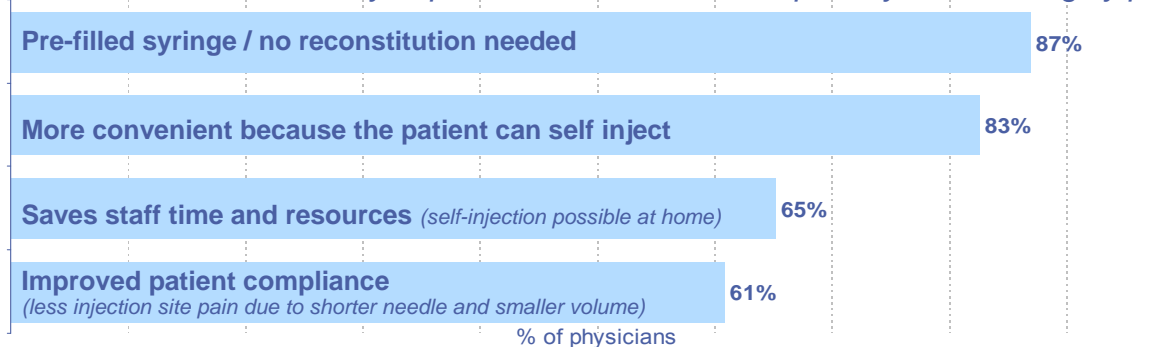 Pre-filled syringe / no reconstitution needed
87%
More convenient because the patient can self inject
83%
Saves staff time and resources (self-injection possible at home)
65%
Improved patient compliance
(less injection site pain due to shorter needle and smaller volume)
61%
% of physicians